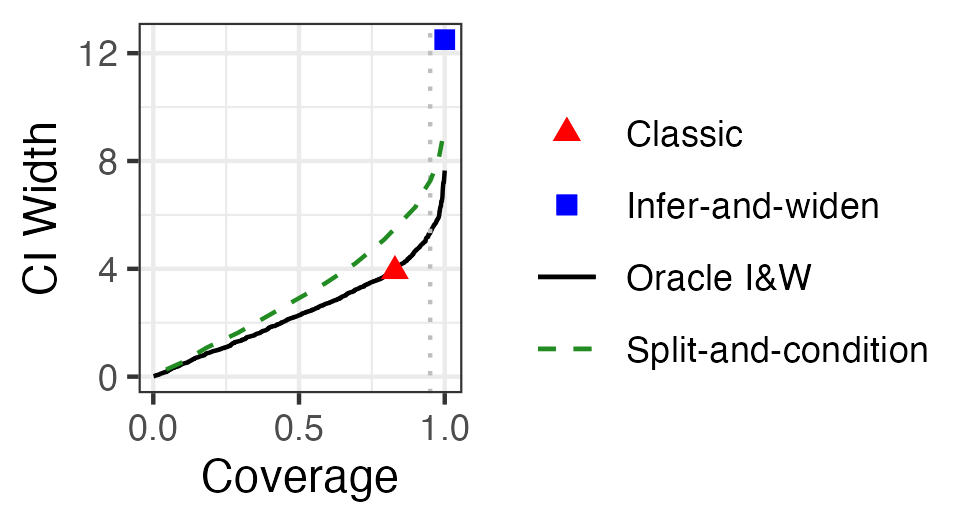 CI Width
12
8
4
0
0.0 0.5 1.0
Coverage
Classic
Infer-and-widen
Oracle I&W
Split-and-condition